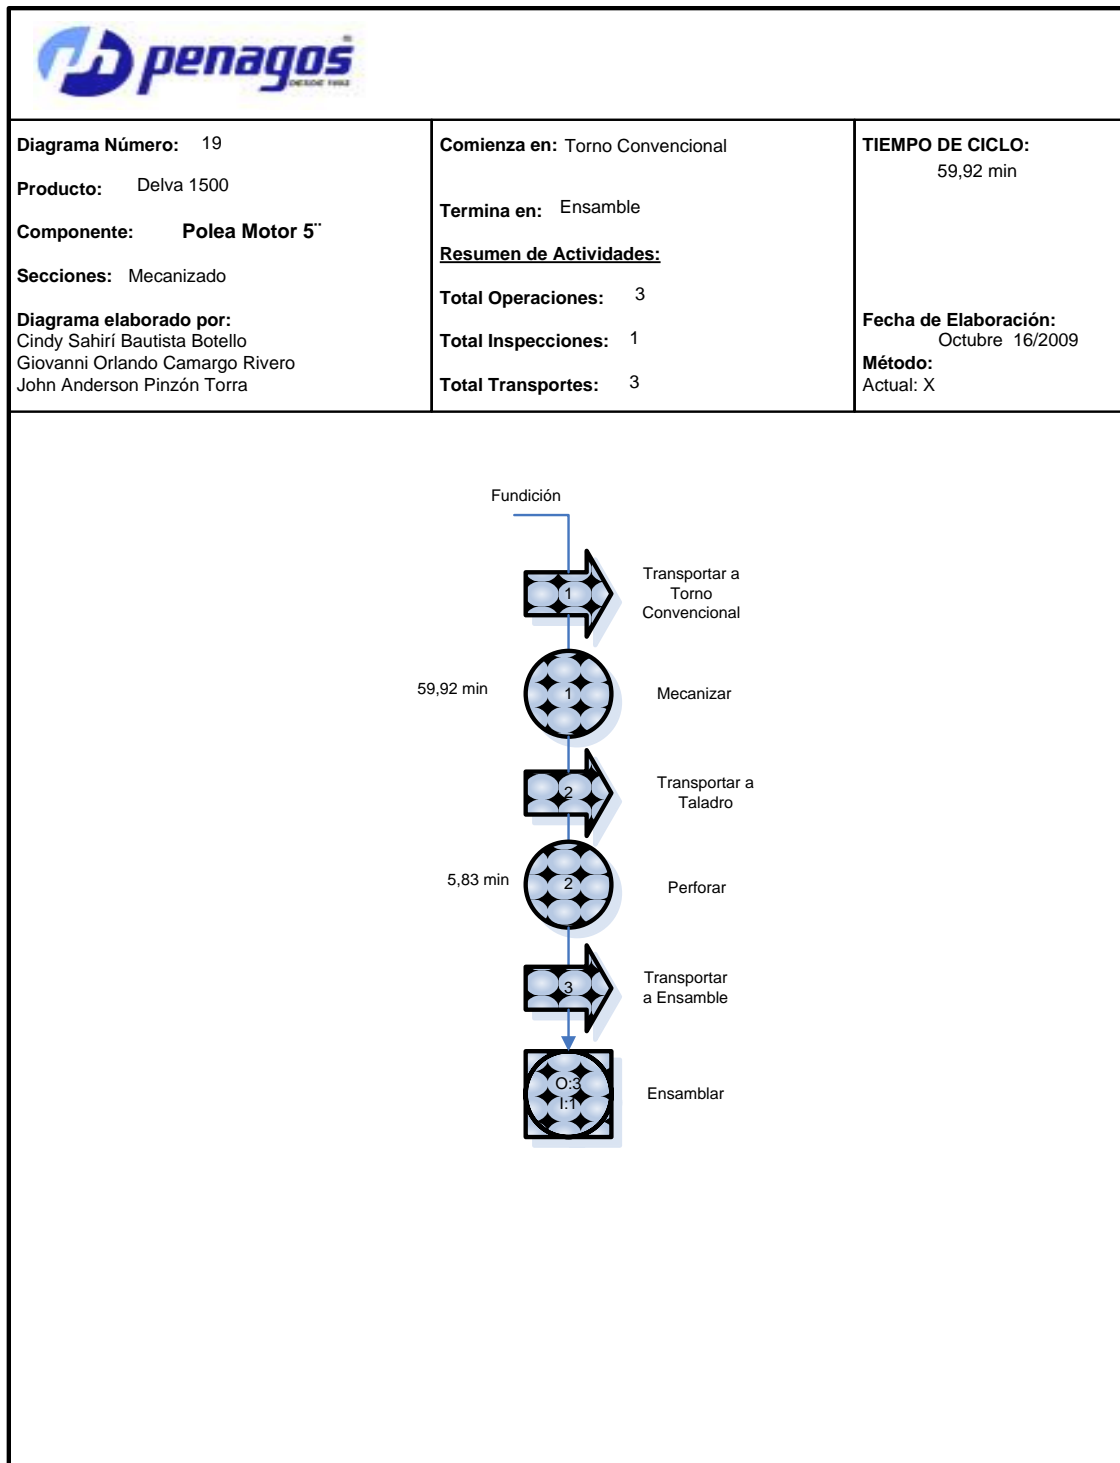 penagos
DESDE 1892
Diagrama Número: 19
Producto: Delva 1500
Componente: Polea Motor 5¨
Secciones: Mecanizado
Diagrama elaborado por:
Cindy Sahirí Bautista Botello
Giovanni Orlando Camargo Rivero
John Anderson Pinzón Torra
Comienza en: Torno Convencional
Termina en: Ensamble
Resumen de Actividades:
Total Operaciones: 3
Total Inspecciones: 1
Total Transportes: 3
TIEMPO DE CICLO:
59,92 min
Fecha de Elaboración:
Octubre 16/2009
Método:
Actual: X
Fundición
1
Transportar a
Torno
Convencional
59,92 min
1
Mecanizar
2
Transportar a
Taladro
5,83 min
2
Perforar
3
Transportar
a Ensamble
O:3
I:1
Ensamblar